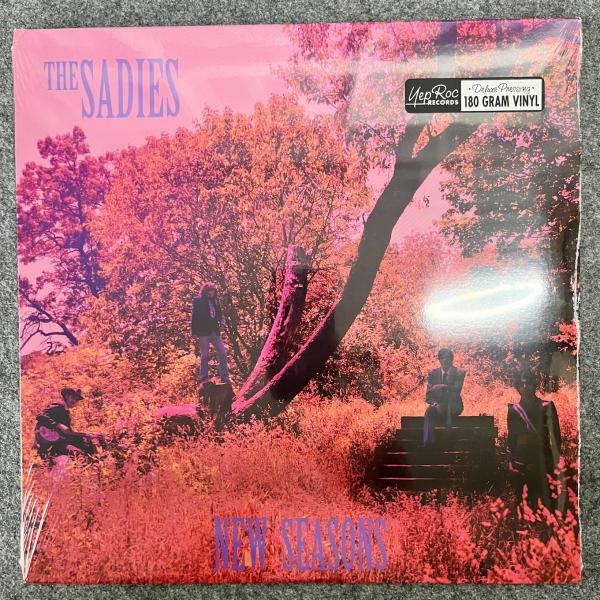 THE SADIES
YepRoc
RECORDS
·Deluxe Pressing·
180 GRAM VINYL
NEW SEASONS